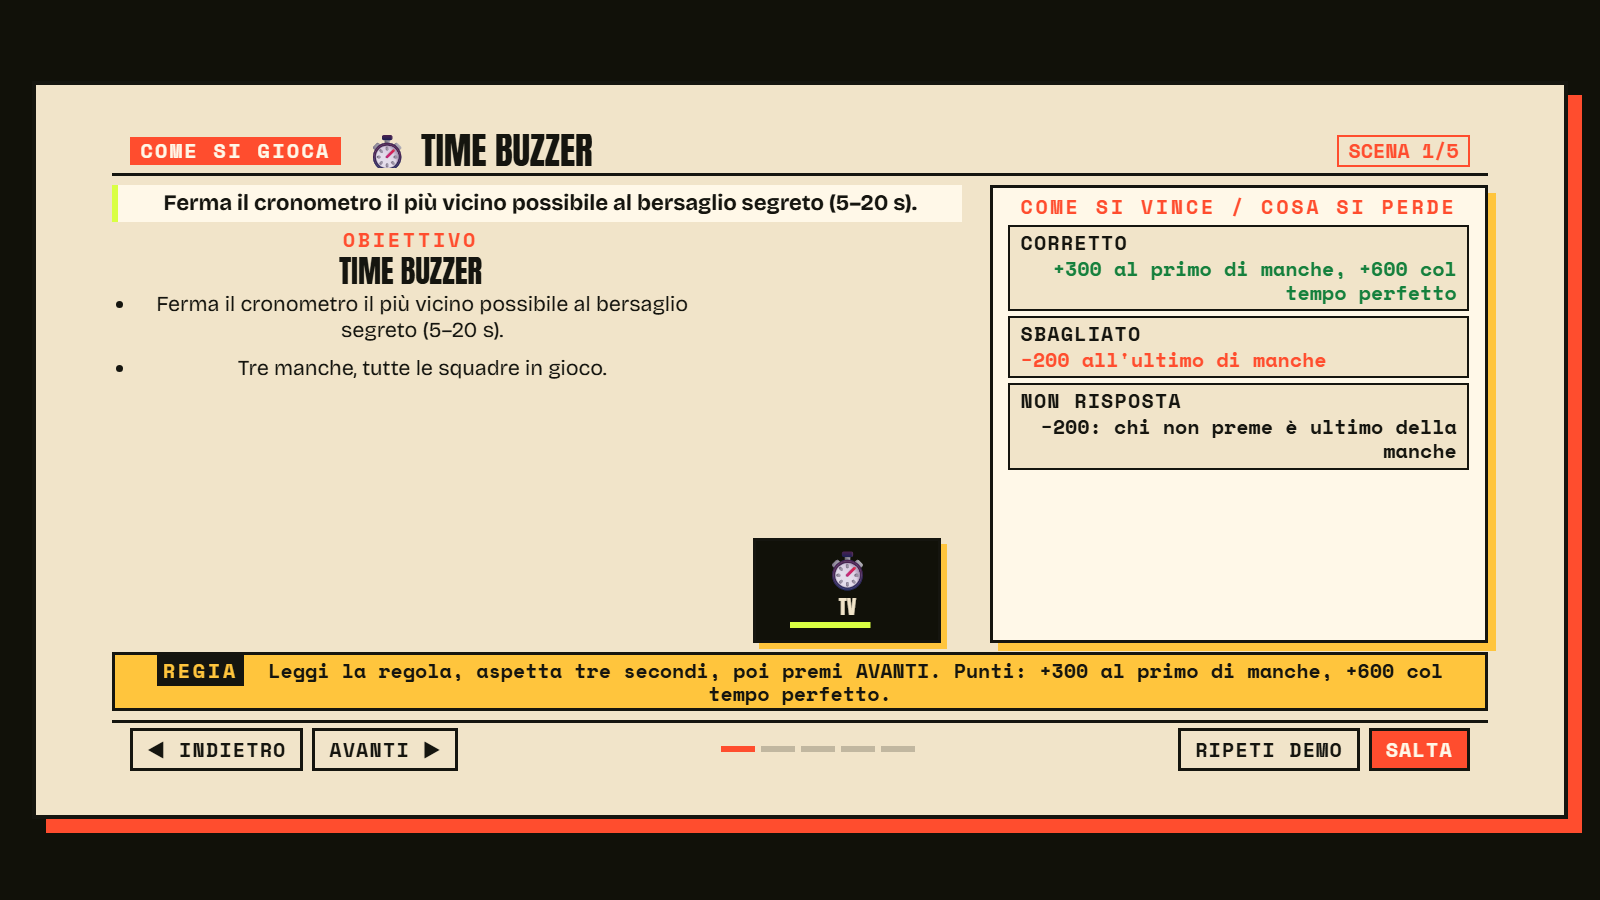 COME SI GIOCA
TIME BUZZER
SCENA 1/5
Ferma il cronometro il più vicino possibile al bersaglio segreto (5–20 s).
OBIETTIVO
TIME BUZZER
• Ferma il cronometro il più vicino possibile al bersaglio
segreto (5–20 s).
• Tre manche, tutte le squadre in gioco.
TV
COME SI VINCE / COSA SI PERDE
CORRETTO
+300 al primo di manche, +600 col
tempo perfetto
SBAGLIATO
−200 all'ultimo di manche
NON RISPOSTA
−200: chi non preme è ultimo della
manche
REGIA Leggi la regola, aspetta tre secondi, poi premi AVANTI. Punti: +300 al primo di manche, +600 col
tempo perfetto.
◀ INDIETRO
AVANTI ▶
RIPETI DEMO
SALTA